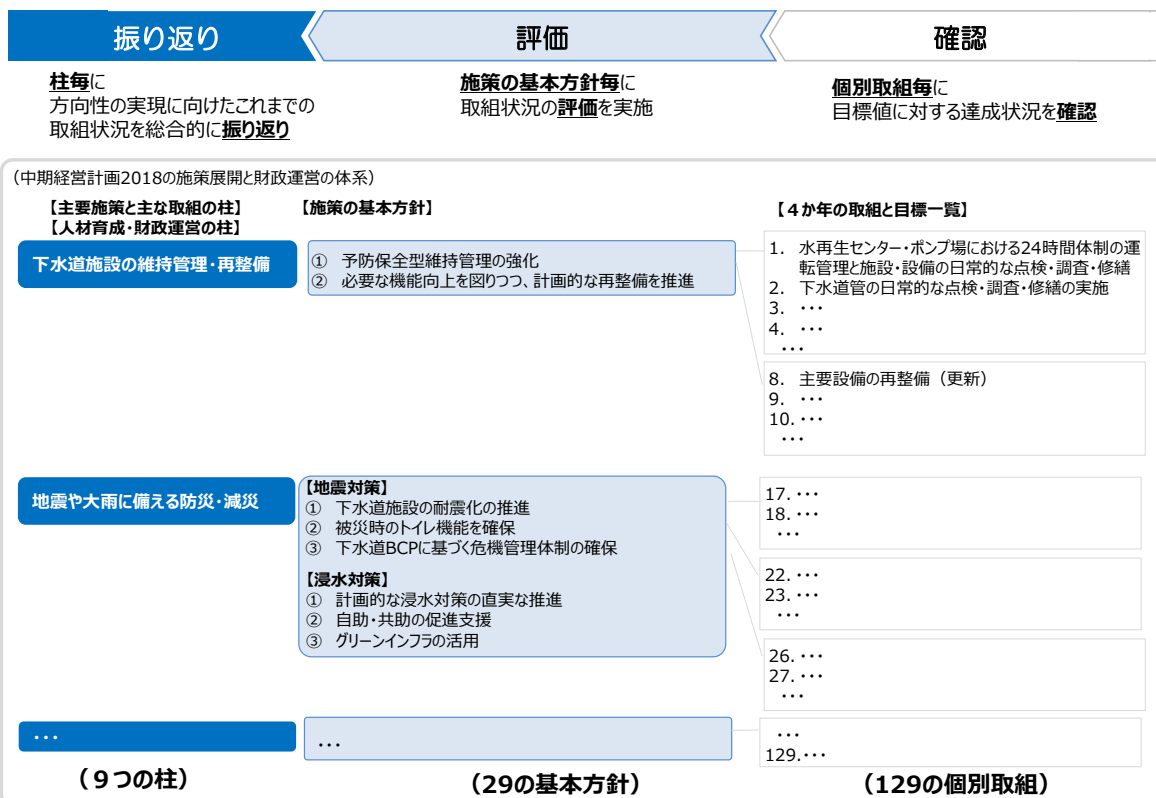 振り返り
評価
確認
柱毎に
方向性の実現に向けたこれまでの
取組状況を総合的に振り返り
施策の基本方針毎に
取組状況の評価を実施
個別取組毎に
目標値に対する達成状況を確認
（中期経営計画2018の施策展開と財政運営の体系）
【主要施策と主な取組の柱】
【人材育成・財政運営の柱】
【施策の基本方針】
【４か年の取組と目標一覧】
下水道施設の維持管理・再整備
① 予防保全型維持管理の強化
② 必要な機能向上を図りつつ、計画的な再整備を推進
1. 水再生センター・ポンプ場における24時間体制の運
転管理と施設・設備の日常的な点検・調査・修繕
2. 下水道管の日常的な点検・調査・修繕の実施
3. ・・・
4. ・・・
・・・
8. 主要設備の再整備（更新）
9. ・・・
10. ・・・
・・・
地震や大雨に備える防災・減災
【地震対策】
① 下水道施設の耐震化の推進
② 被災時のトイレ機能を確保
③ 下水道BCPに基づく危機管理体制の確保
【浸水対策】
① 計画的な浸水対策の直実な推進
② 自助・共助の促進支援
③ グリーンインフラの活用
17. ・・・
18. ・・・
・・・
22. ・・・
23. ・・・
・・・
26. ・・・
27. ・・・
・・・
・・・
・・・
・・・
129.・・・
（９つの柱）
（29の基本方針）
（129の個別取組）